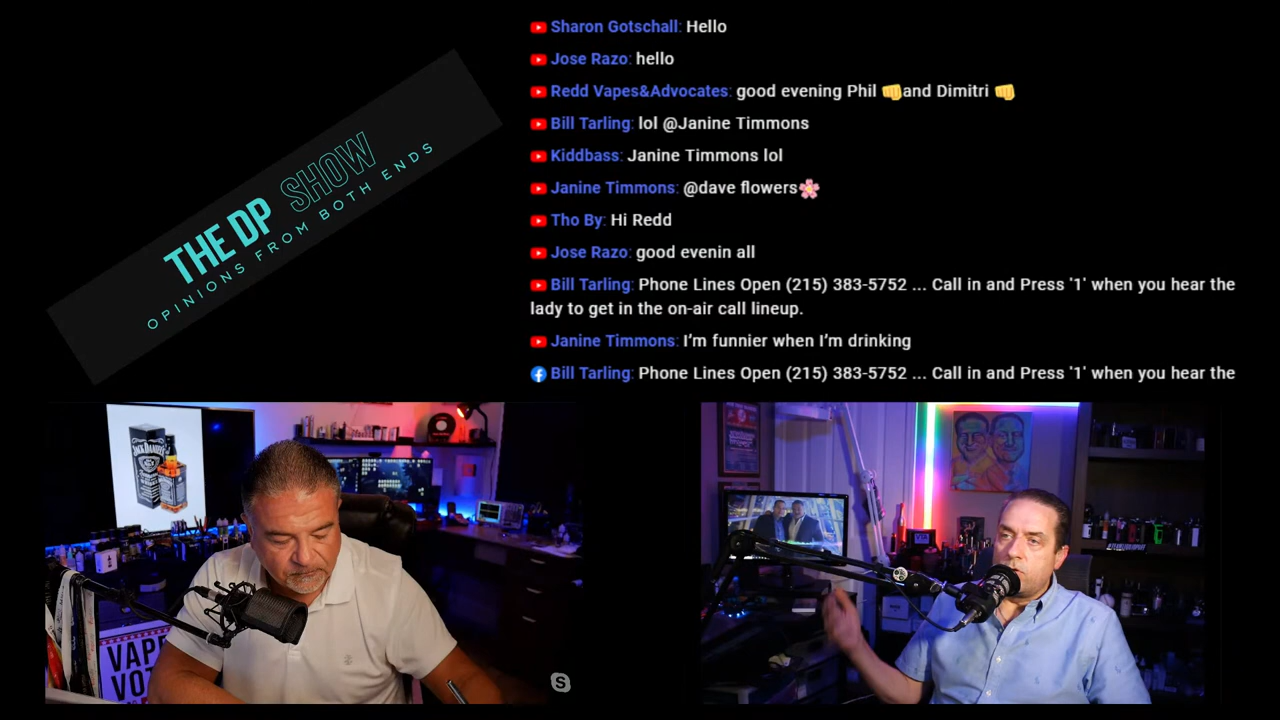 Sharon Gotschall: Hello
Jose Razo: hello
Redd Vapes&Advocates: good evening Phil 👊and Dimitri 👊
Bill Tarling: lol @Janine Timmons
Kiddbass: Janine Timmons lol
Janine Timmons: @dave flowers🌸
Tho By: Hi Redd
Jose Razo: good evenin all
Bill Tarling: Phone Lines Open (215) 383-5752 ... Call in and Press '1' when you hear the
lady to get in the on-air call lineup.
Janine Timmons: I'm funnier when I'm drinking
Bill Tarling: Phone Lines Open (215) 383-5752 ... Call in and Press '1' when you hear the
THE DP SHOW
OPINIONS FROM BOTH ENDS
JACK DANIEL'S
VAPE
S